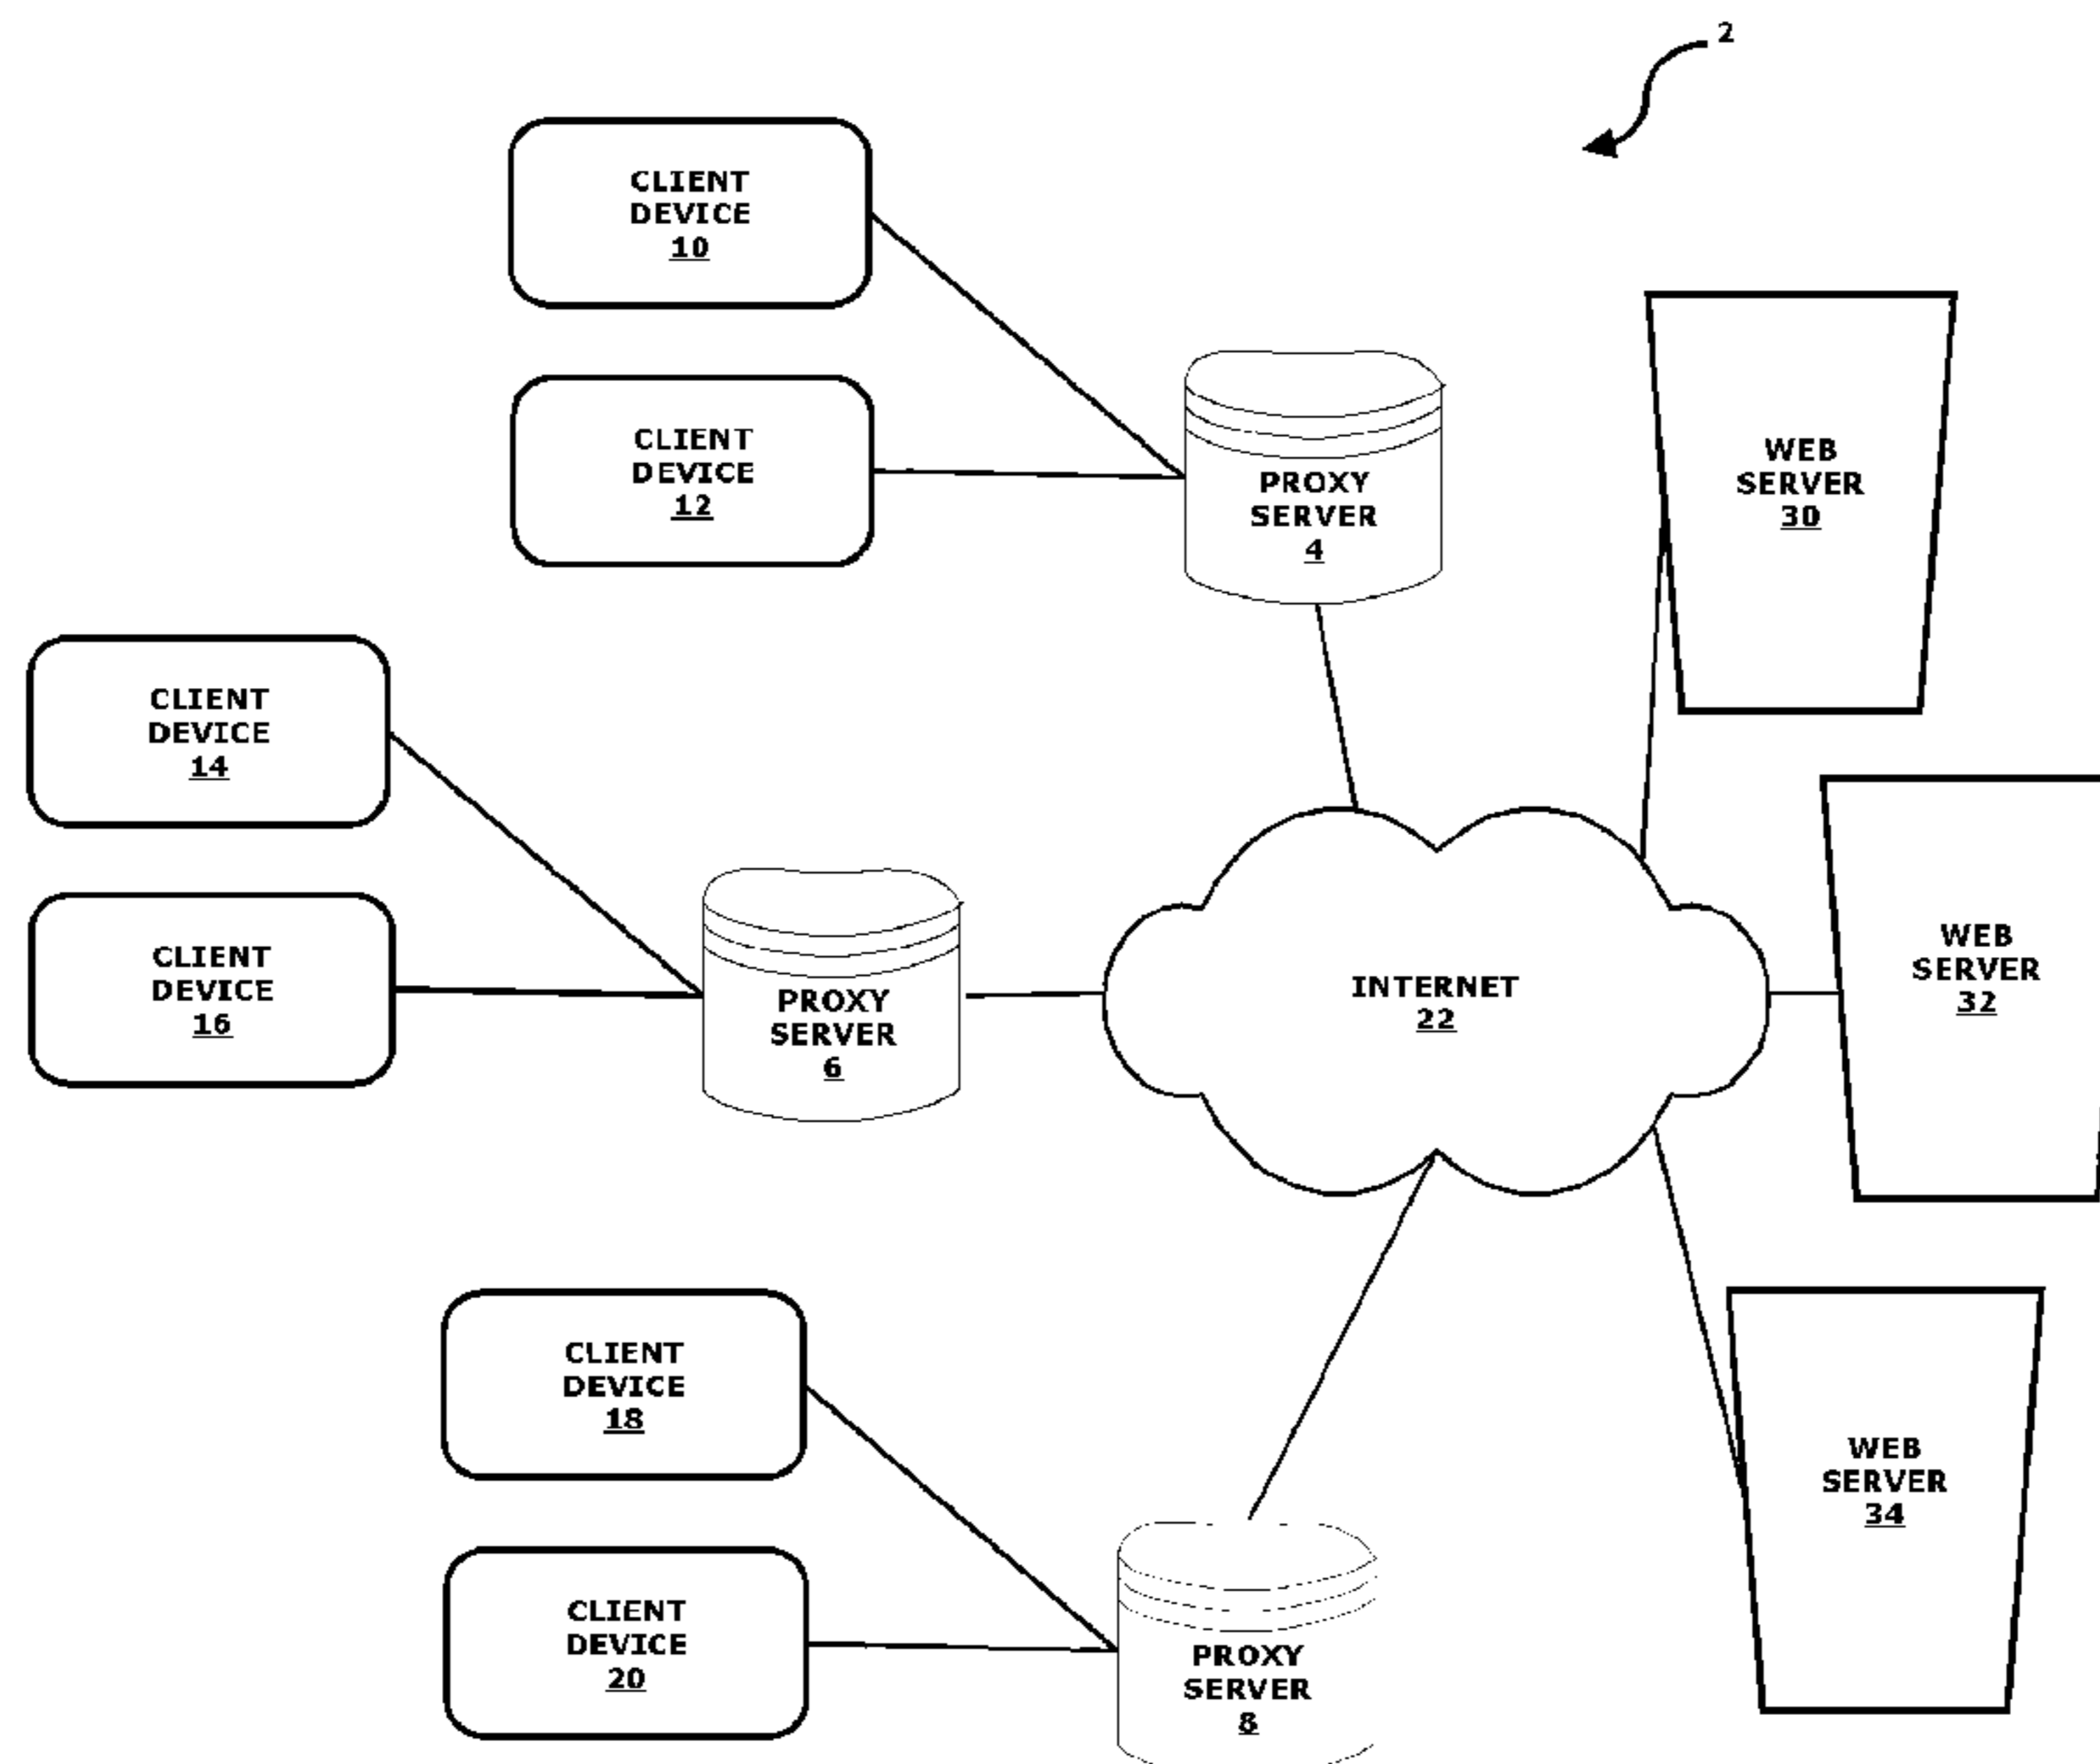 2
CLIENT
DEVICE
10
CLIENT
DEVICE
12
PROXY
SERVER
4
WEB
SERVER
30
CLIENT
DEVICE
14
CLIENT
DEVICE
16
PROXY
SERVER
6
INTERNET
22
WEB
SERVER
32
CLIENT
DEVICE
18
CLIENT
DEVICE
20
PROXY
SERVER
8
WEB
SERVER
34